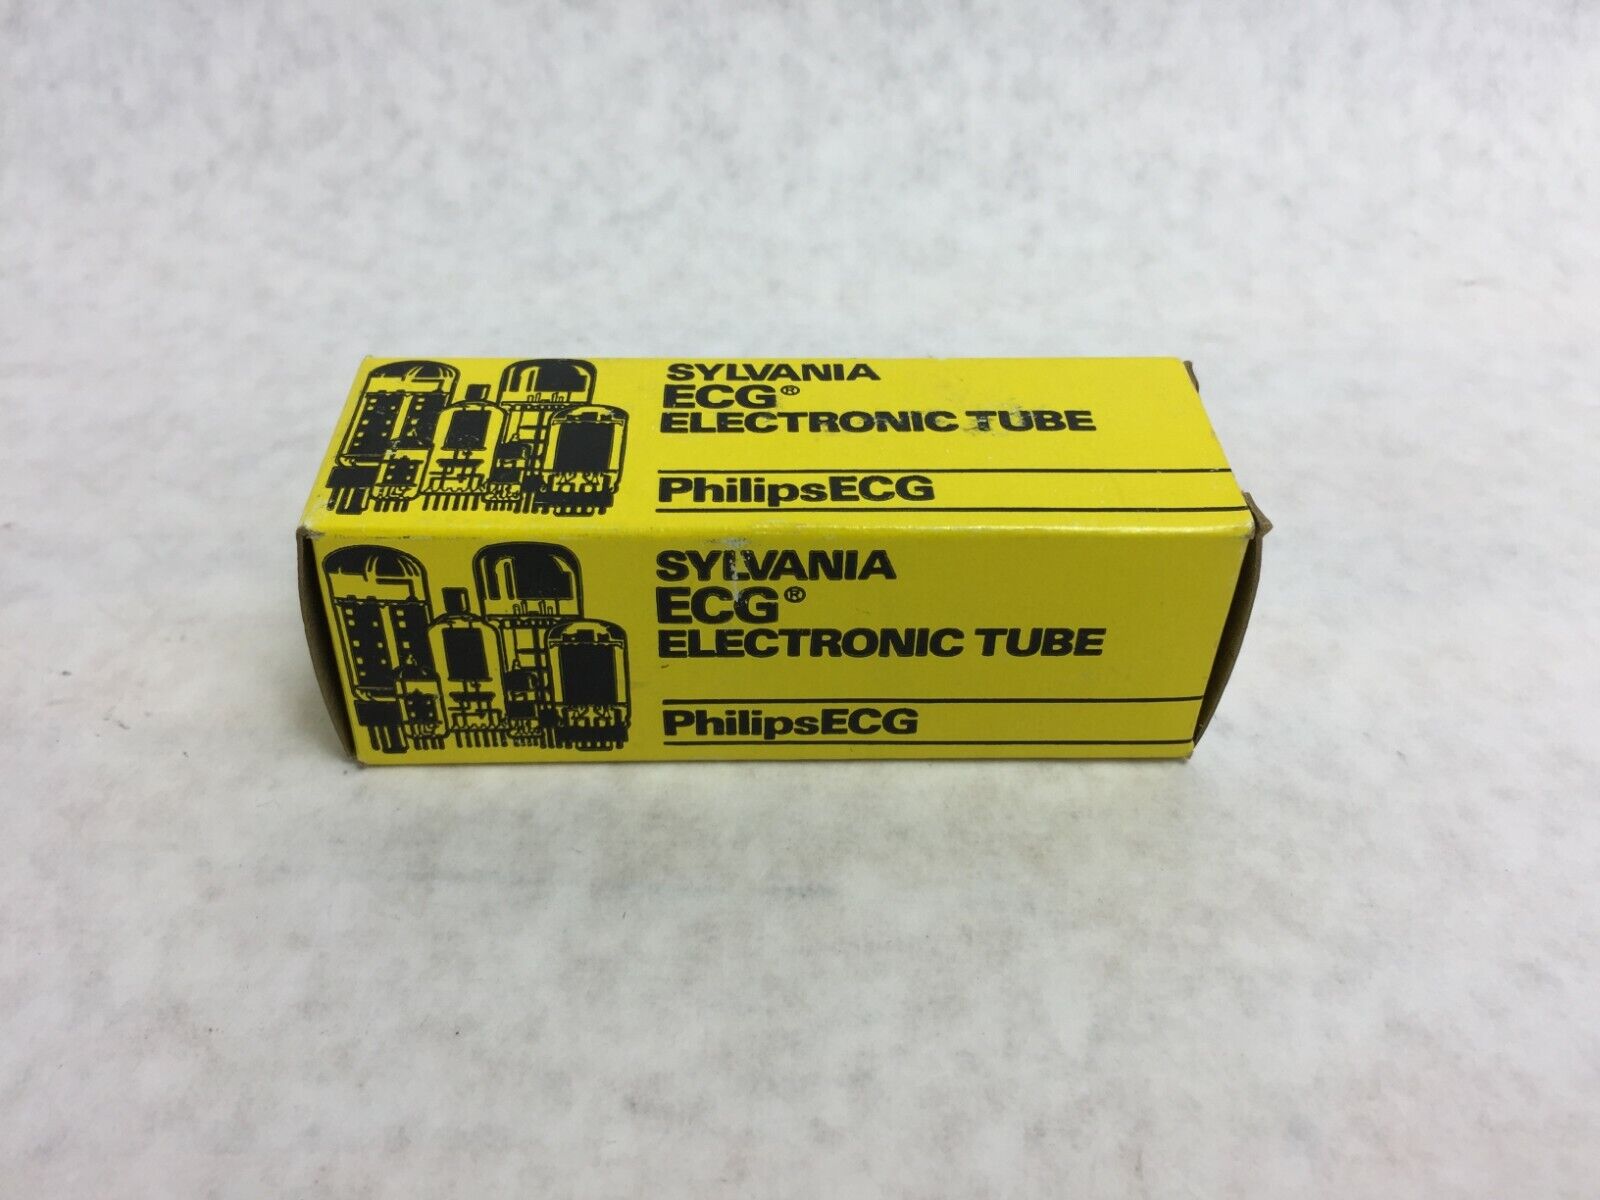 SYLVANIA
ECG®
ELECTRONIC TUBE
PhilipsECG
SYLVANIA
ECG®
ELECTRONIC TUBE
PhilipsECG